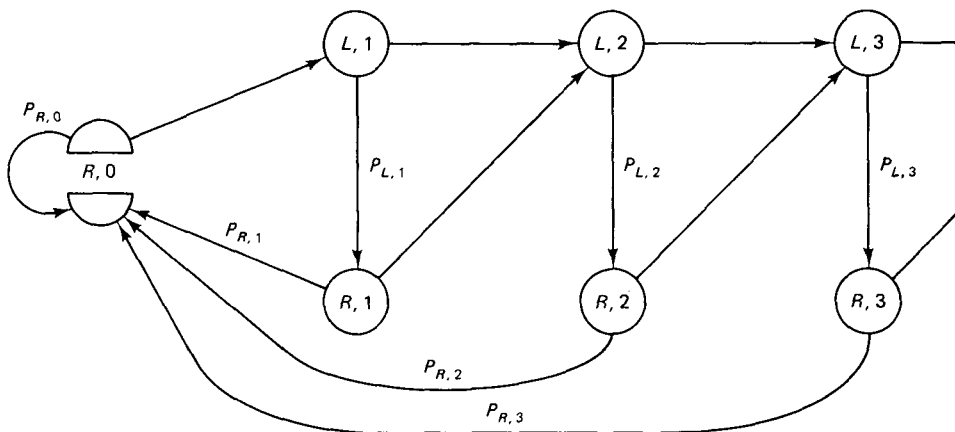 L, 1
L, 2
L, 3
P_{R, 0}
R, 0
P_{L, 1}
P_{L, 2}
P_{L, 3}
P_{R, 1}
R, 1
R, 2
R, 3
P_{R, 2}
P_{R, 3}